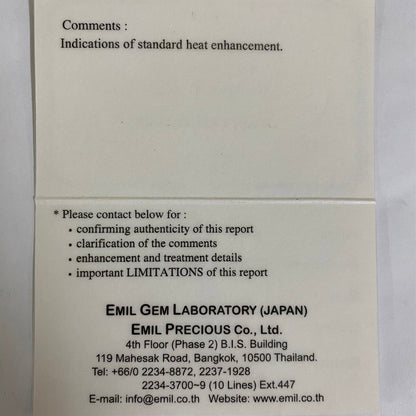 Comments :
Indications of standard heat enhancement.
* Please contact below for :
• confirming authenticity of this report
• clarification of the comments
• enhancement and treatment details
• important LIMITATIONS of this report
EMIL GEM LABORATORY (JAPAN)
EMIL PRECIOUS Co., Ltd.
4th Floor (Phase 2) B.I.S. Building
119 Mahesak Road, Bangkok, 10500 Thailand.
Tel: +66/0 2234-8872, 2237-1928
2234-3700~9 (10 Lines) Ext.447
E-mail: info@emil.co.th Website: www.emil.co.th